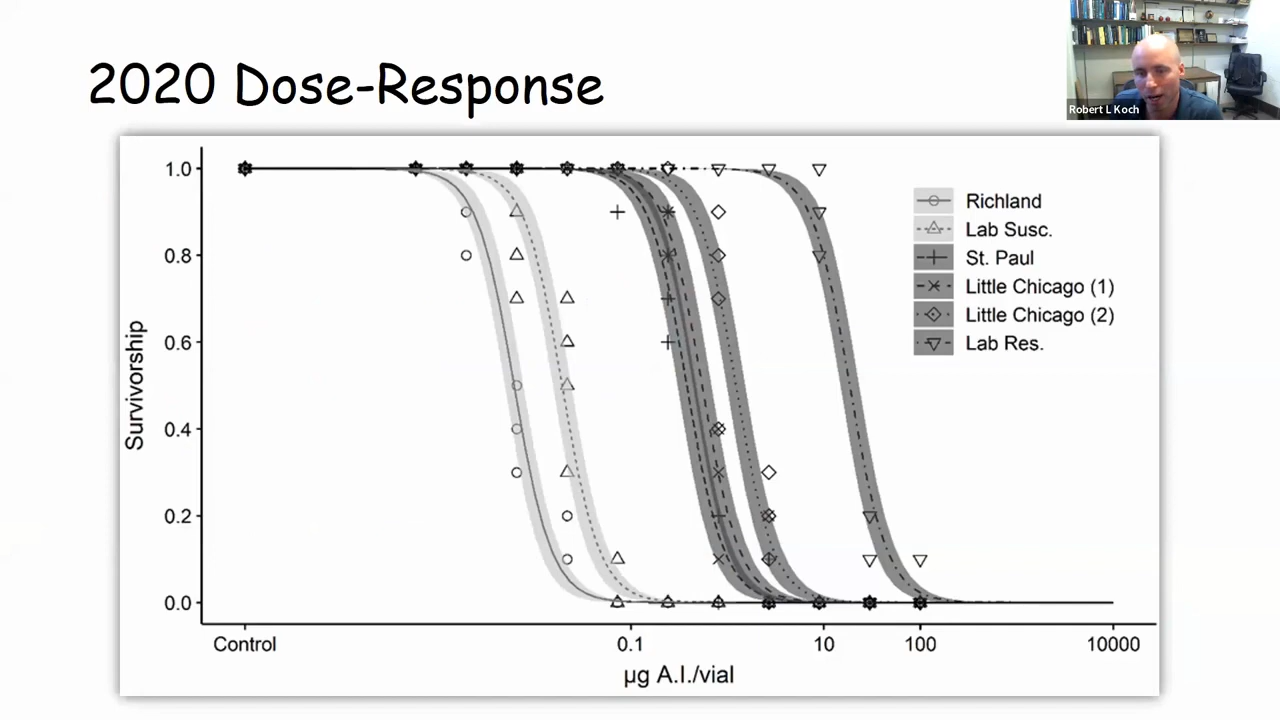 2020 Dose-Response
Robert L Koch
1.0
0.8
0.6
0.4
0.2
0.0
Survivorship
Control
0.1
10
100
10000
µg A.I./vial
Richland
Lab Susc.
St. Paul
Little Chicago (1)
Little Chicago (2)
Lab Res.